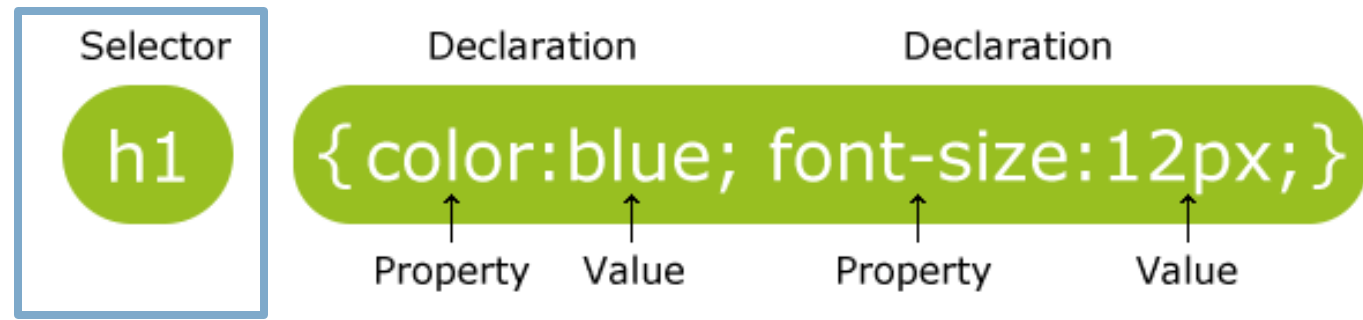 Selector Declaration Declaration
h1 {color:blue; font-size:12px;}
Property Value Property Value